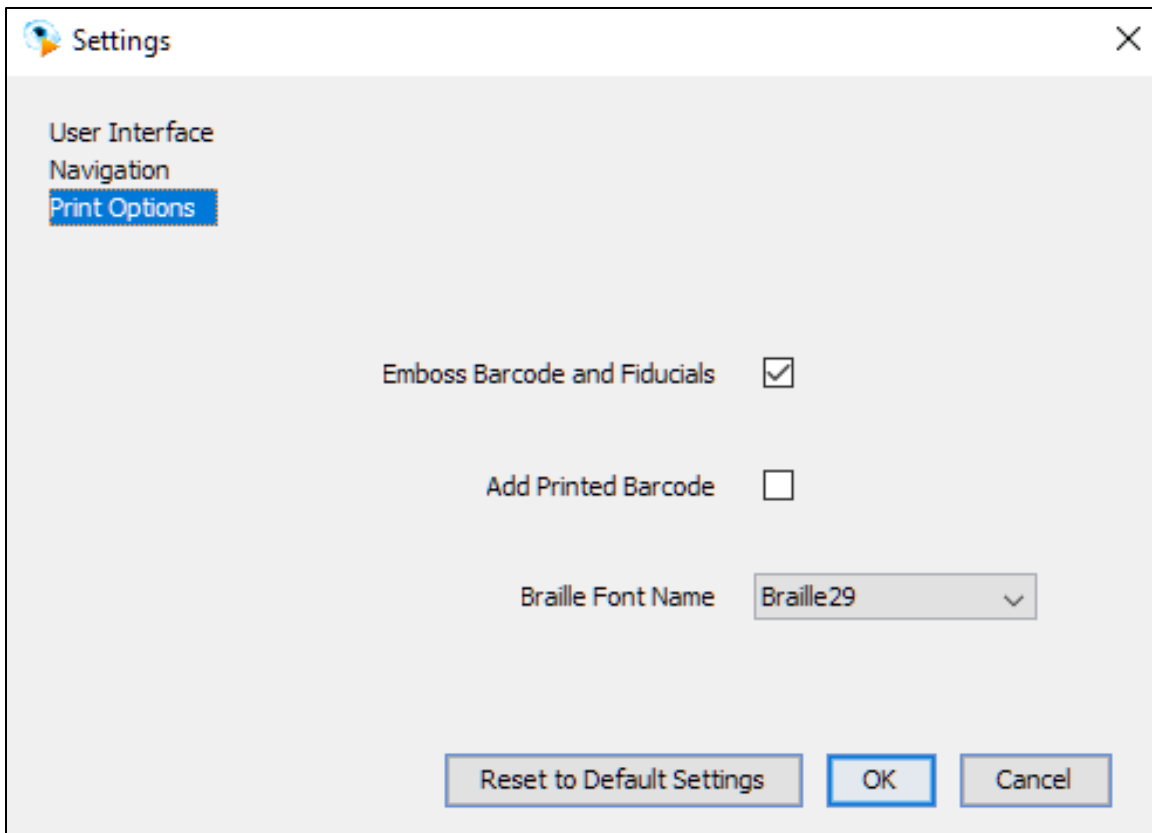 Settings
User Interface
Navigation
Print Options
Emboss Barcode and Fiducials
Add Printed Barcode
Braille Font Name Braille29
Reset to Default Settings OK Cancel